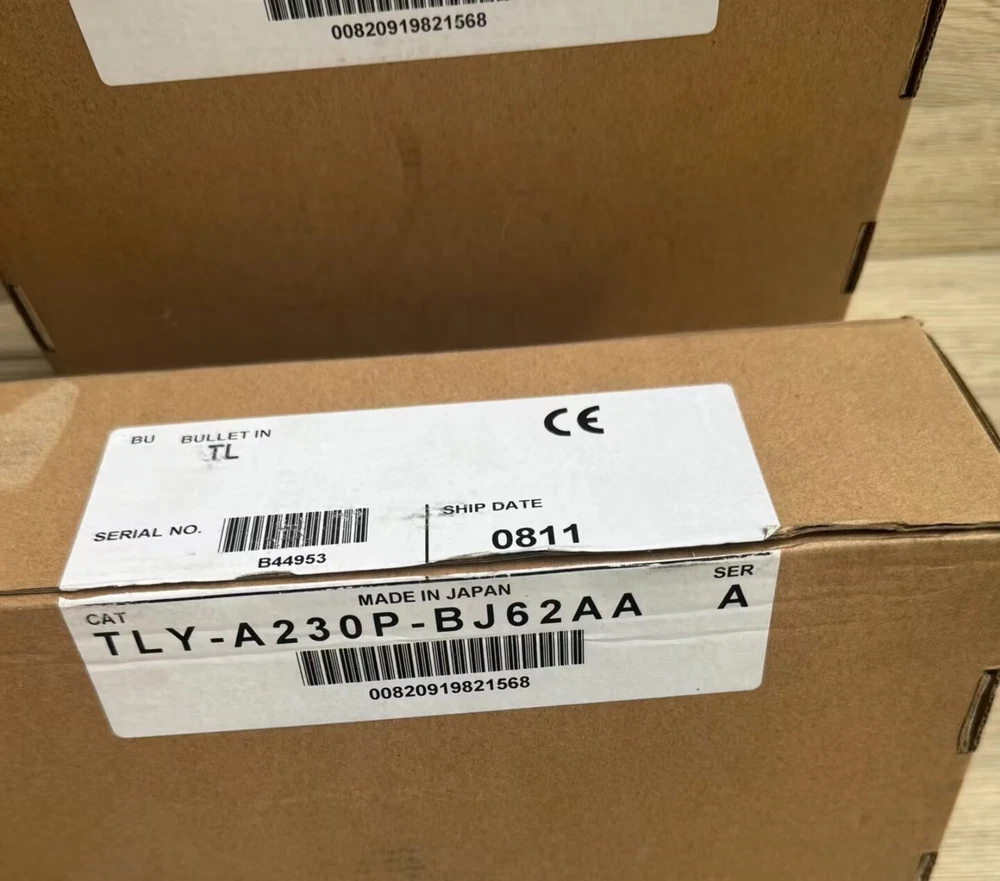 00820919821568
BU BULLET IN
TL
CE
SERIAL NO.
B44953
SHIP DATE
0811
MADE IN JAPAN
CAT
TLY-A230P-BJ62AA
SER
A
00820919821568